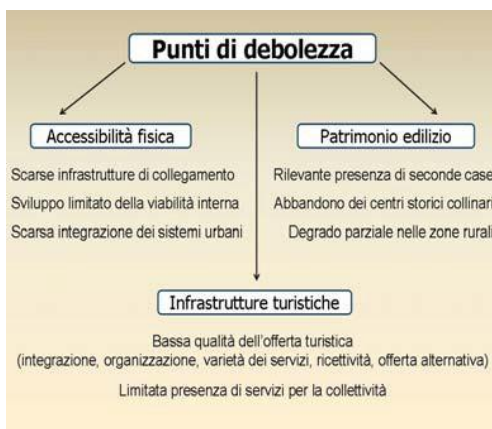 Punti di debolezza
Accessibilità fisica
Scarse infrastrutture di collegamento
Sviluppo limitato della viabilità interna
Scarsa integrazione dei sistemi urbani
Patrimonio edilizio
Rilevante presenza di seconde case
Abbandono dei centri storici collinari
Degrado parziale nelle zone rurali
Infrastrutture turistiche
Bassa qualità dell'offerta turistica
(integrazione, organizzazione, varietà dei servizi, ricettività, offerta alternativa)
Limitata presenza di servizi per la collettività